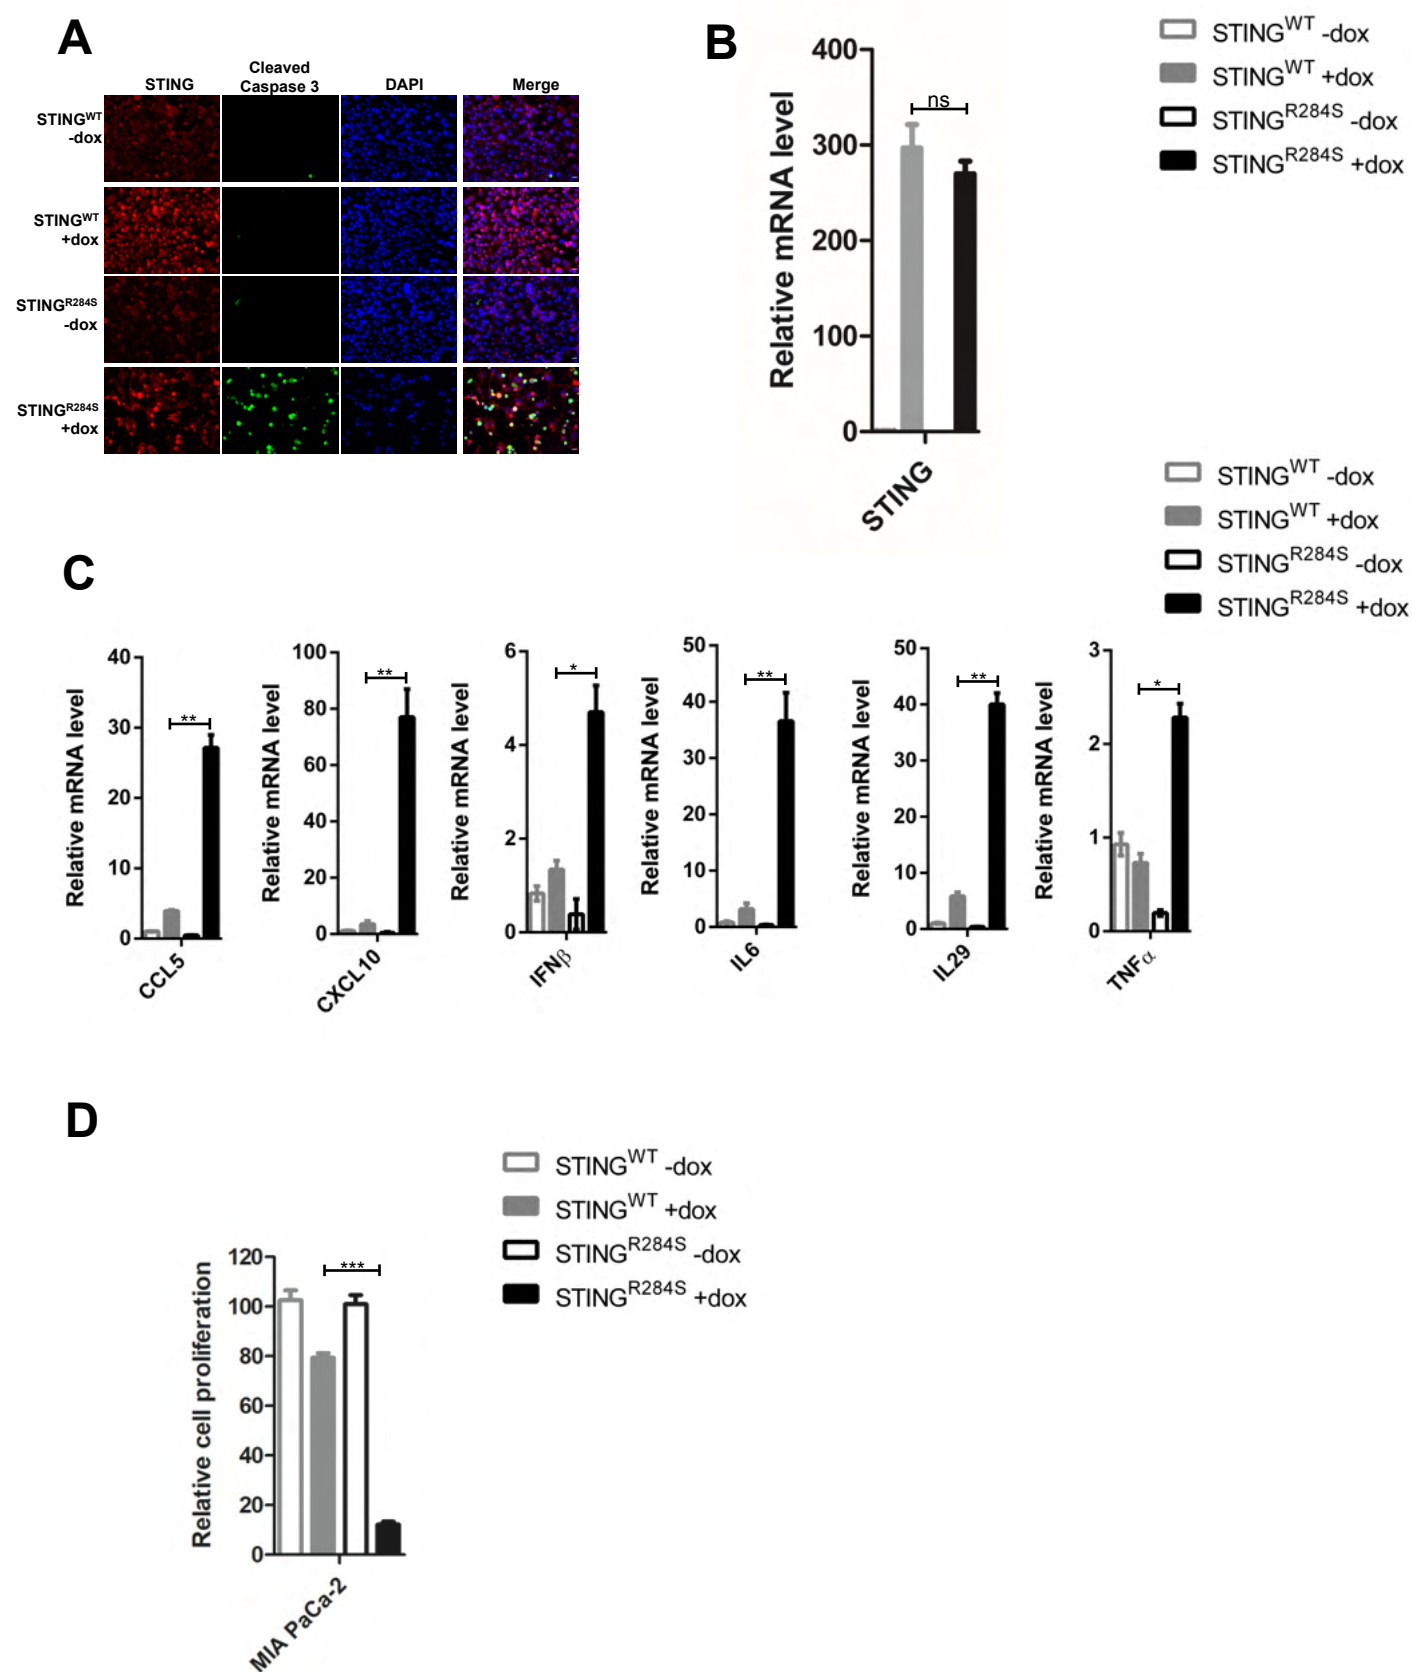 A
STING
Cleaved
Caspase 3
DAPI
Merge
STINGWT
-dox
STINGWT
+dox
STINGR284S
-dox
STINGR284S
+dox
B
400
300
200
100
0
Relative mRNA level
ns
STING
STINGWT -dox
STINGWT +dox
STINGR284S -dox
STINGR284S +dox
STINGWT -dox
STINGWT +dox
STINGR284S -dox
STINGR284S +dox
C
Relative mRNA level
40
30
20
10
0
**
CCL5
Relative mRNA level
100
80
60
40
20
0
**
CXCL10
Relative mRNA level
6
4
2
0
*
IFNβ
Relative mRNA level
50
40
30
20
10
0
**
IL6
Relative mRNA level
50
40
30
20
10
0
**
IL29
Relative mRNA level
3
2
1
0
*
TNFα
D
STINGWT -dox
STINGWT +dox
STINGR284S -dox
STINGR284S +dox
Relative cell proliferation
120
100
80
60
40
20
0
***
MIA PaCa-2